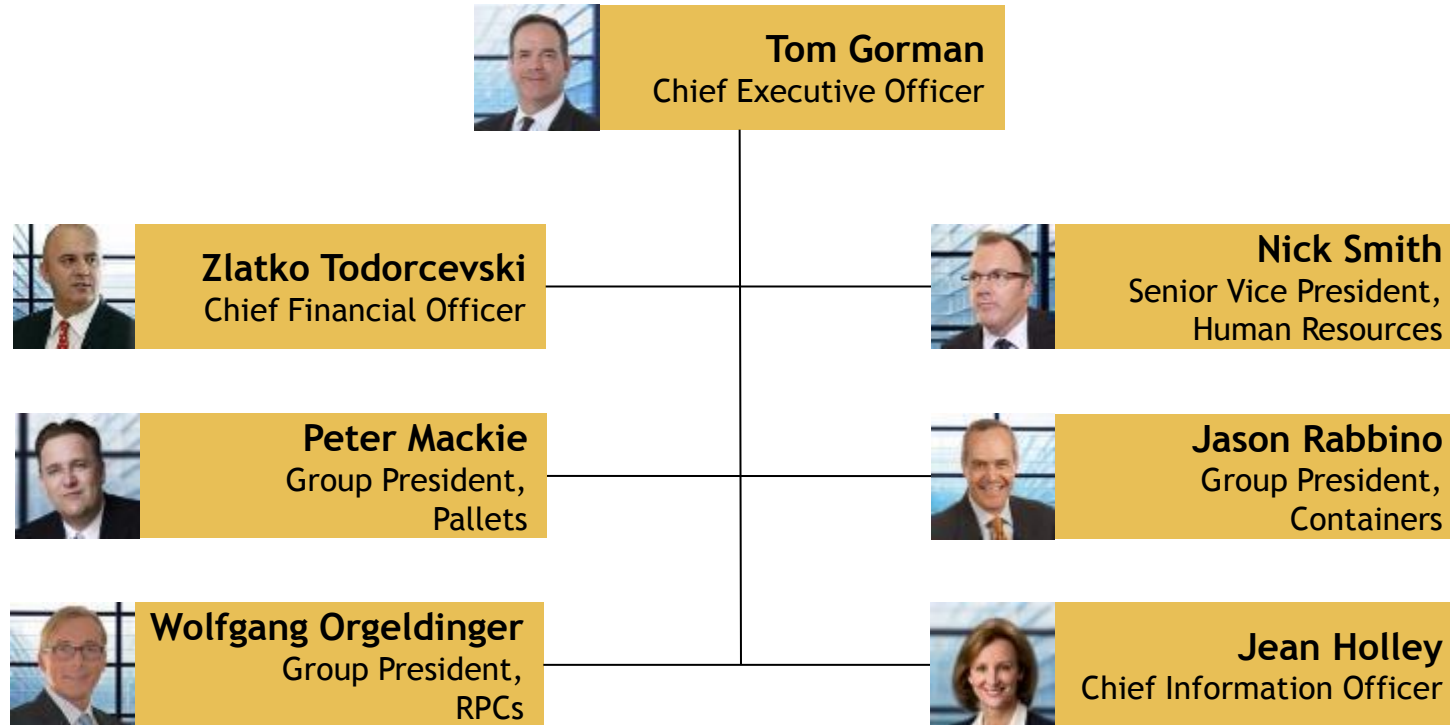 Tom Gorman
Chief Executive Officer
Zlatko Todorcevski
Chief Financial Officer
Nick Smith
Senior Vice President,
Human Resources
Peter Mackie
Group President,
Pallets
Jason Rabbino
Group President,
Containers
Wolfgang Orgeldinger
Group President,
RPCs
Jean Holley
Chief Information Officer